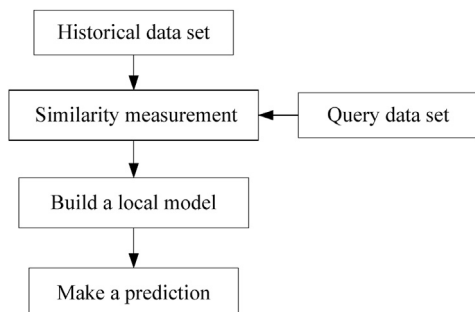 Historical data set
Similarity measurement
Query data set
Build a local model
Make a prediction